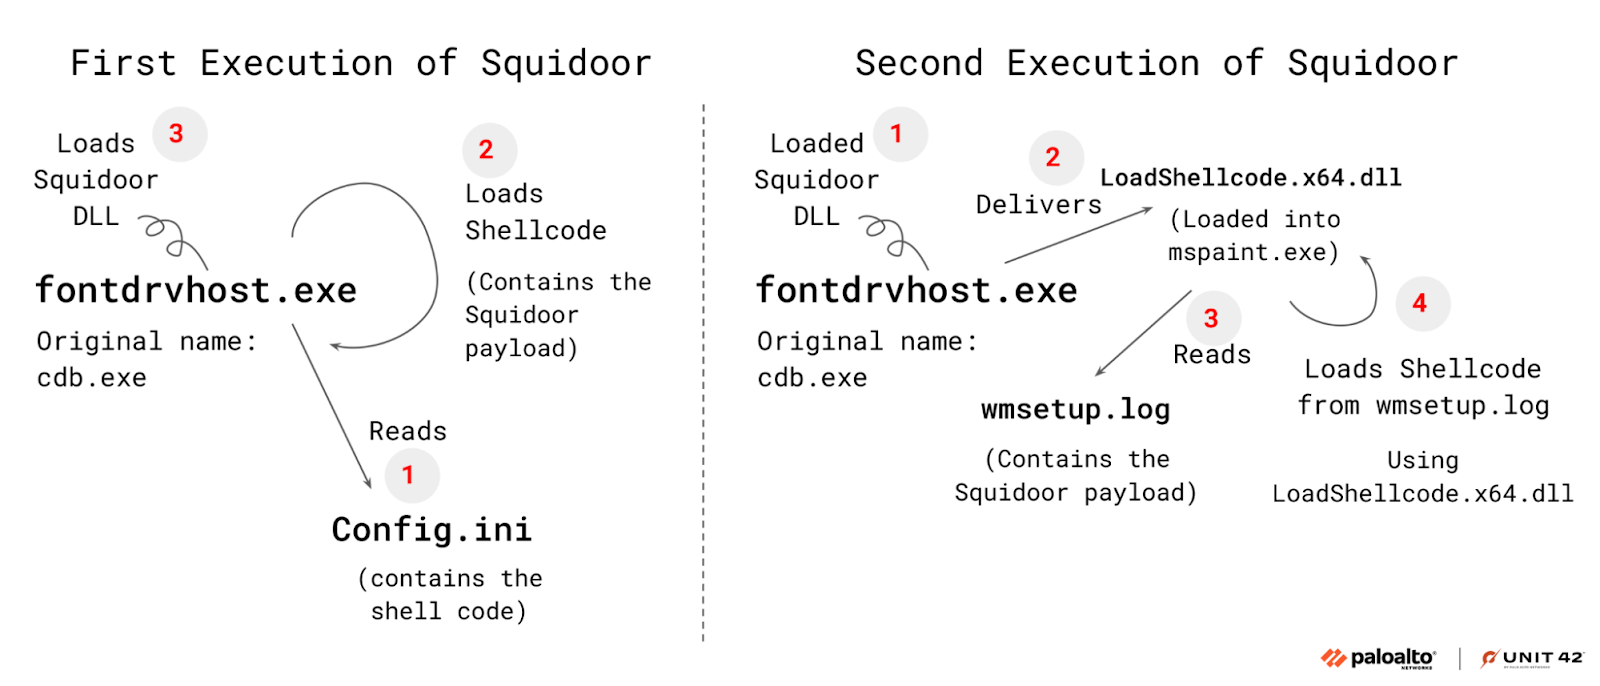 First Execution of Squidoor
3
Loads
Squidoor
DLL
2
Loads
Shellcode
(Contains the
Squidoor
payload)
fontdrvhost.exe
Original name:
cdb.exe
Reads
1
Config.ini
(contains the
shell code)
Second Execution of Squidoor
1
Loaded
Squidoor
DLL
2
Delivers
LoadShellcode.x64.dll
(Loaded into
mspaint.exe)
fontdrvhost.exe
Original name:
cdb.exe
3
Reads
wmsetup.log
(Contains the
Squidoor payload)
4
Loads Shellcode
from wmsetup.log
Using
LoadShellcode.x64.dll
paloalto
NETWORKS
UNIT 42